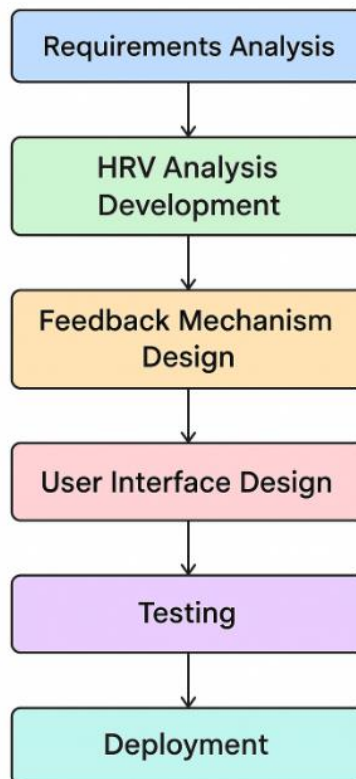 Requirements Analysis
HRV Analysis
Development
Feedback Mechanism
Design
User Interface Design
Testing
Deployment